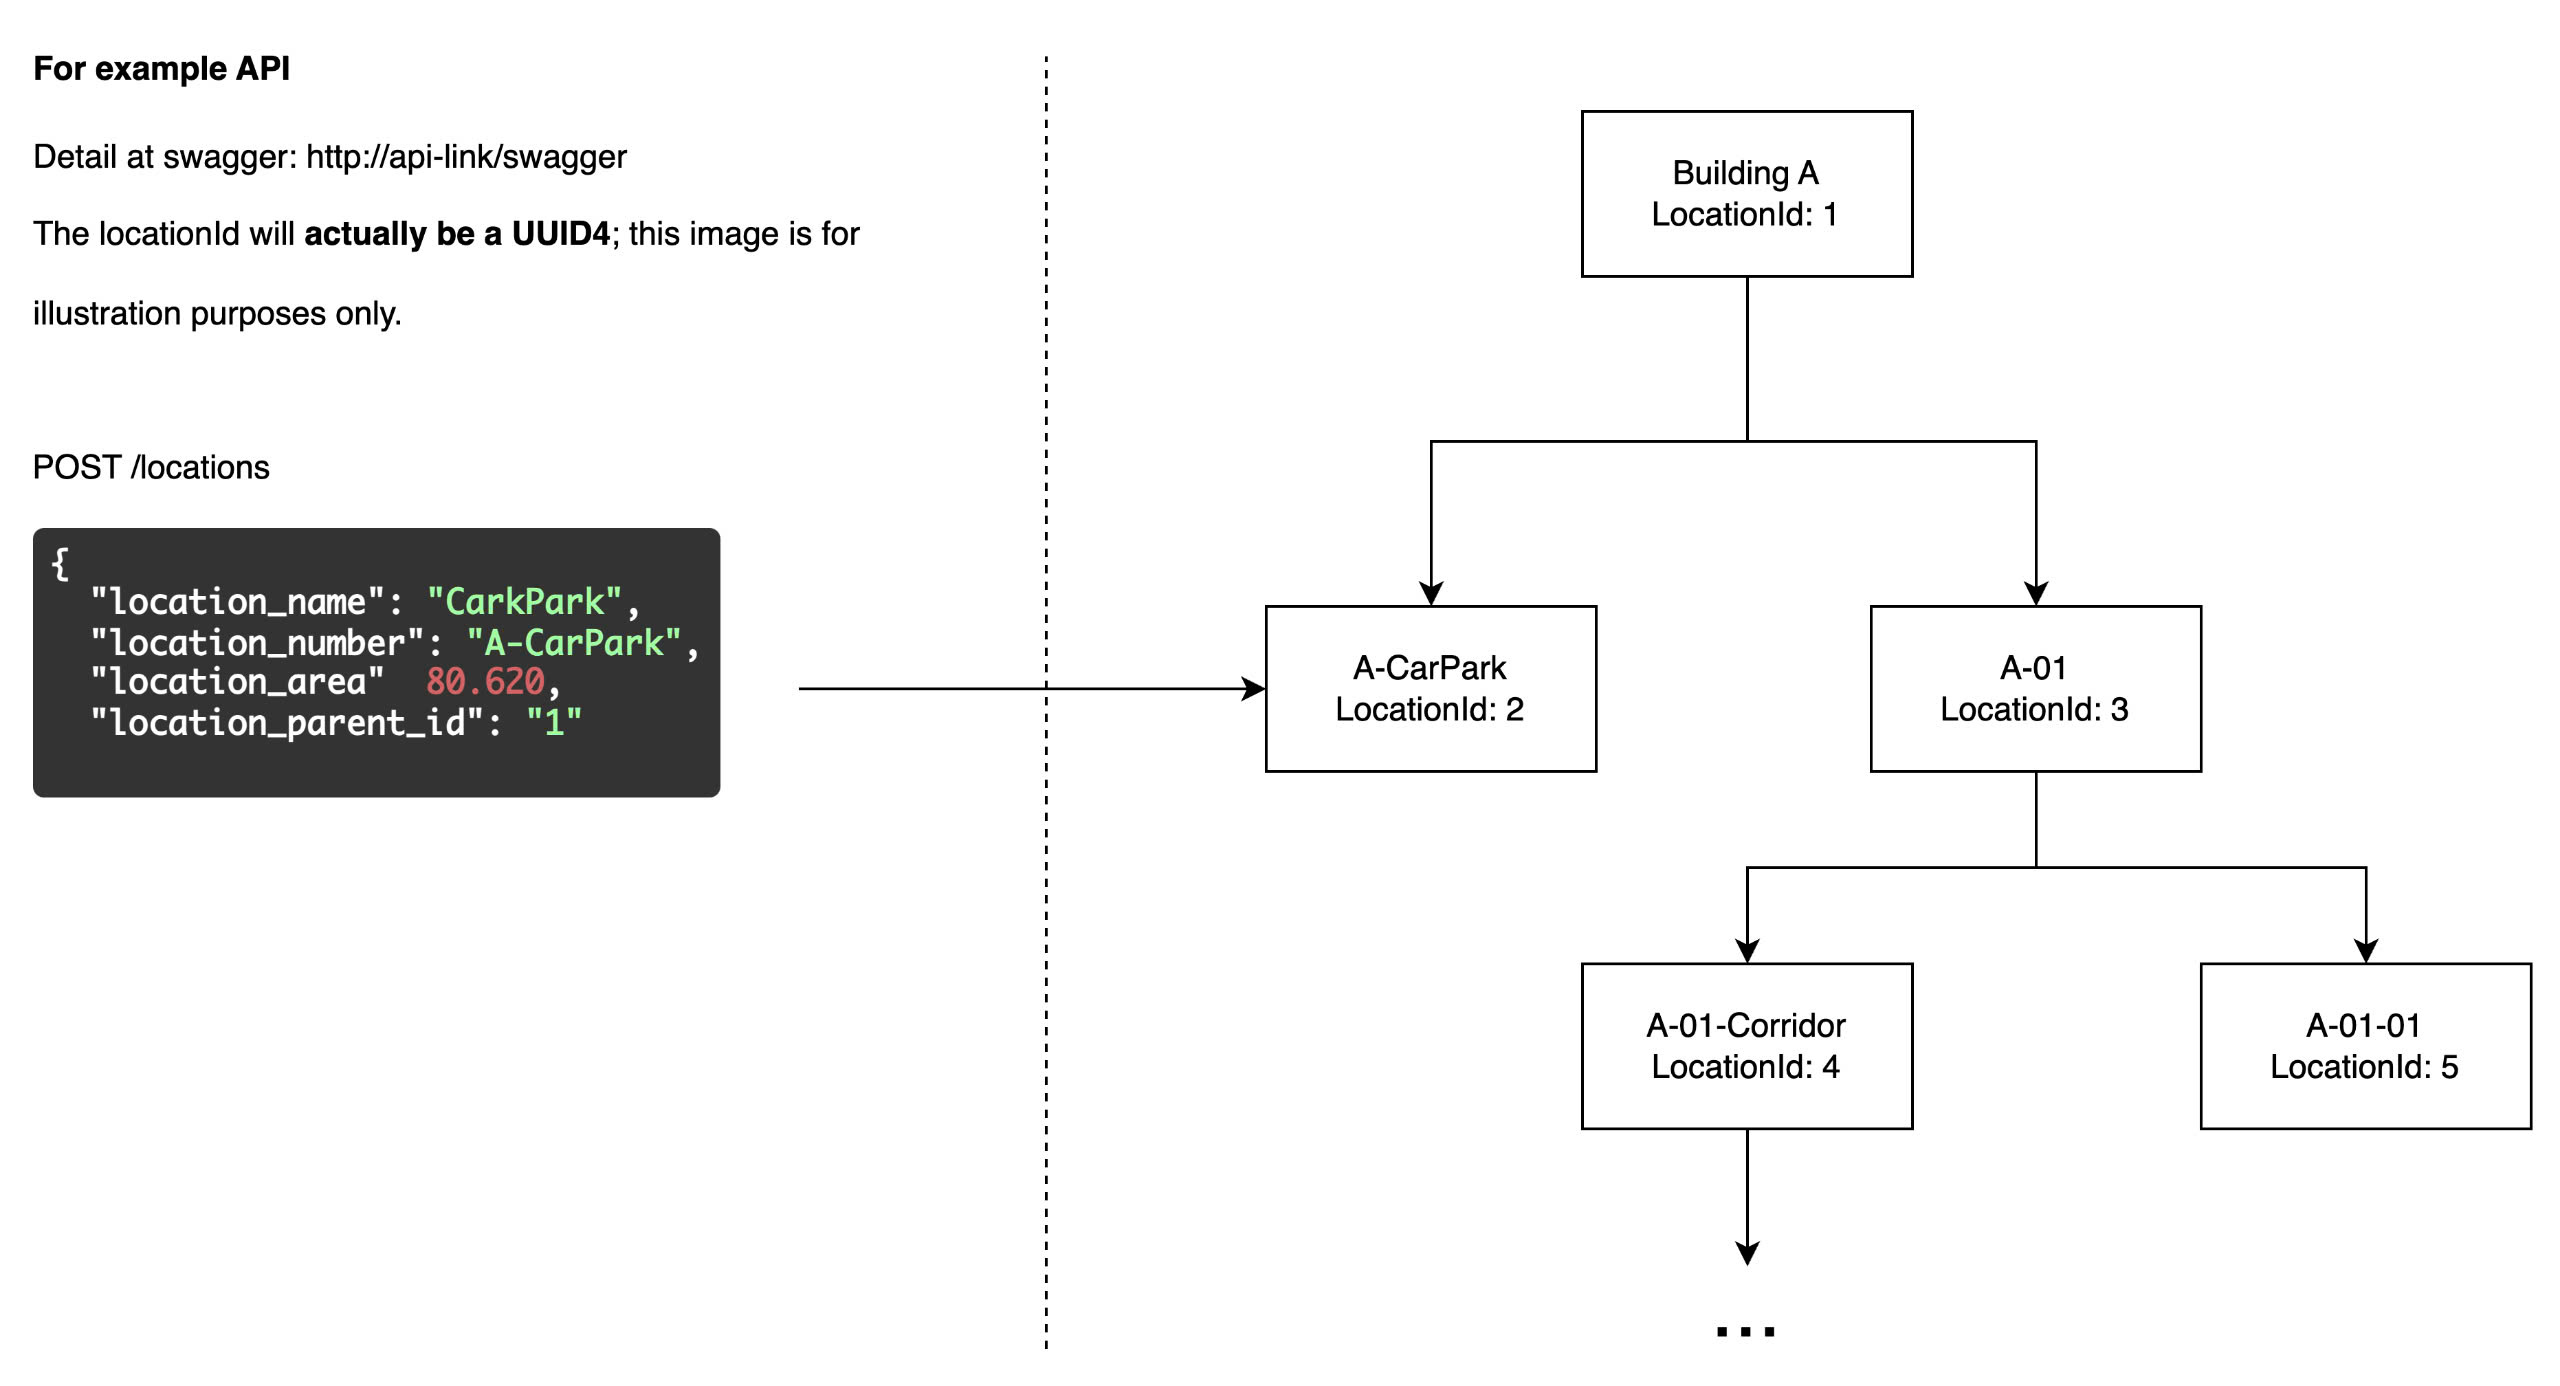 For example API
Detail at swagger: http://api-link/swagger
The locationId will actually be a UUID4; this image is for
illustration purposes only.
POST /locations
{
"location_name": "CarkPark",
"location_number": "A-CarPark",
"location_area"  80.620,
"location_parent_id": "1"
Building A
LocationId: 1
A-CarPark
LocationId: 2
A-01
LocationId: 3
A-01-Corridor
LocationId: 4
A-01-01
LocationId: 5
...